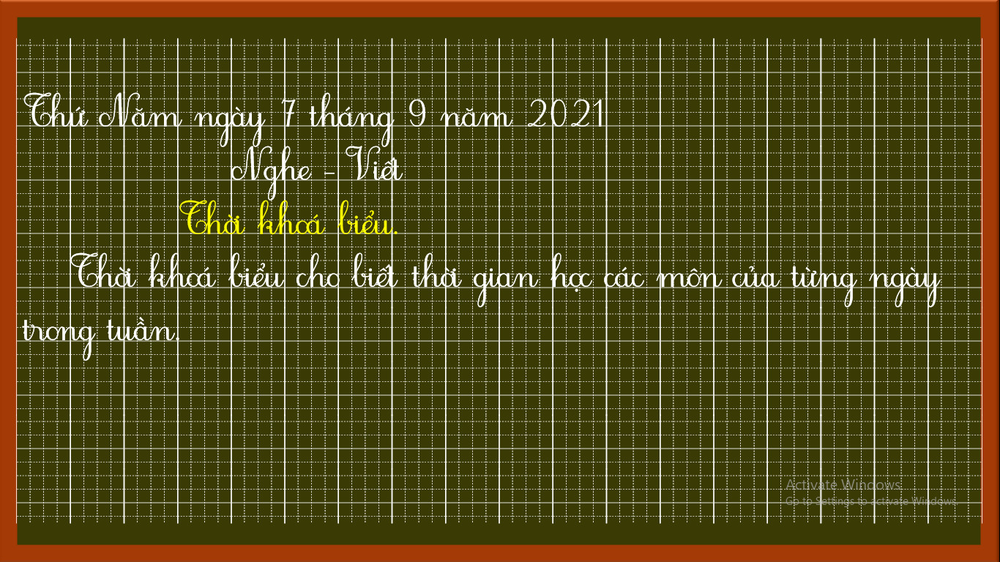 Thứ Năm ngày 7 tháng 9 năm 2021
Nghe - Viết
Thời khoá biểu.
Thời khoá biểu cho biết thời gian học các môn của từng ngày
trong tuần.
Activate Windows
Go to Settings to activate Windows.